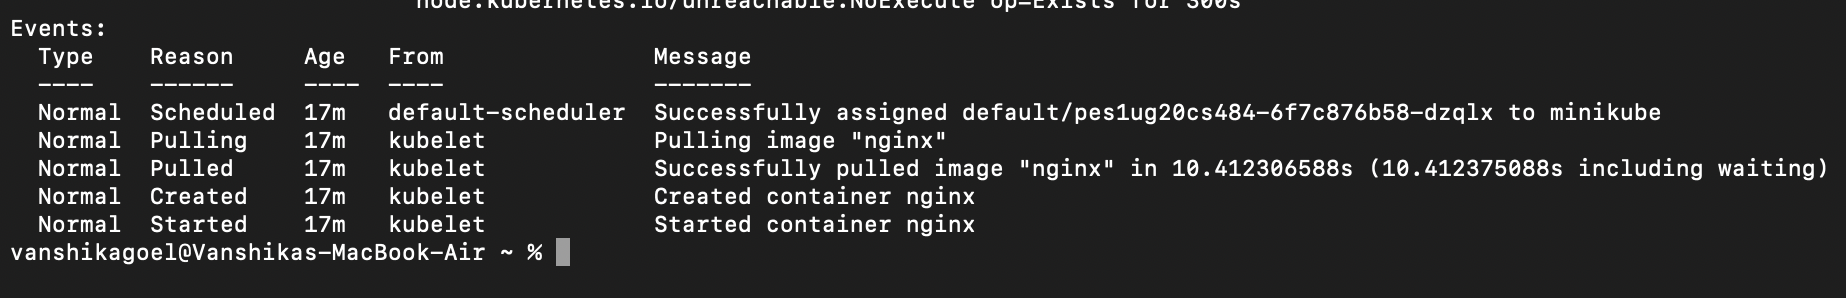 node.kubernetes.io/unreachable:NoExecute op=Exists for 300s
Events:
  Type    Reason     Age   From               Message
  ----    ------     ----  ----               -------
  Normal  Scheduled  17m   default-scheduler  Successfully assigned default/pes1ug20cs484-6f7c876b58-dzqlx to minikube
  Normal  Pulling    17m   kubelet            Pulling image "nginx"
  Normal  Pulled     17m   kubelet            Successfully pulled image "nginx" in 10.412306588s (10.412375088s including waiting)
  Normal  Created    17m   kubelet            Created container nginx
  Normal  Started    17m   kubelet            Started container nginx
vanshikagoel@Vanshikas-MacBook-Air ~ %